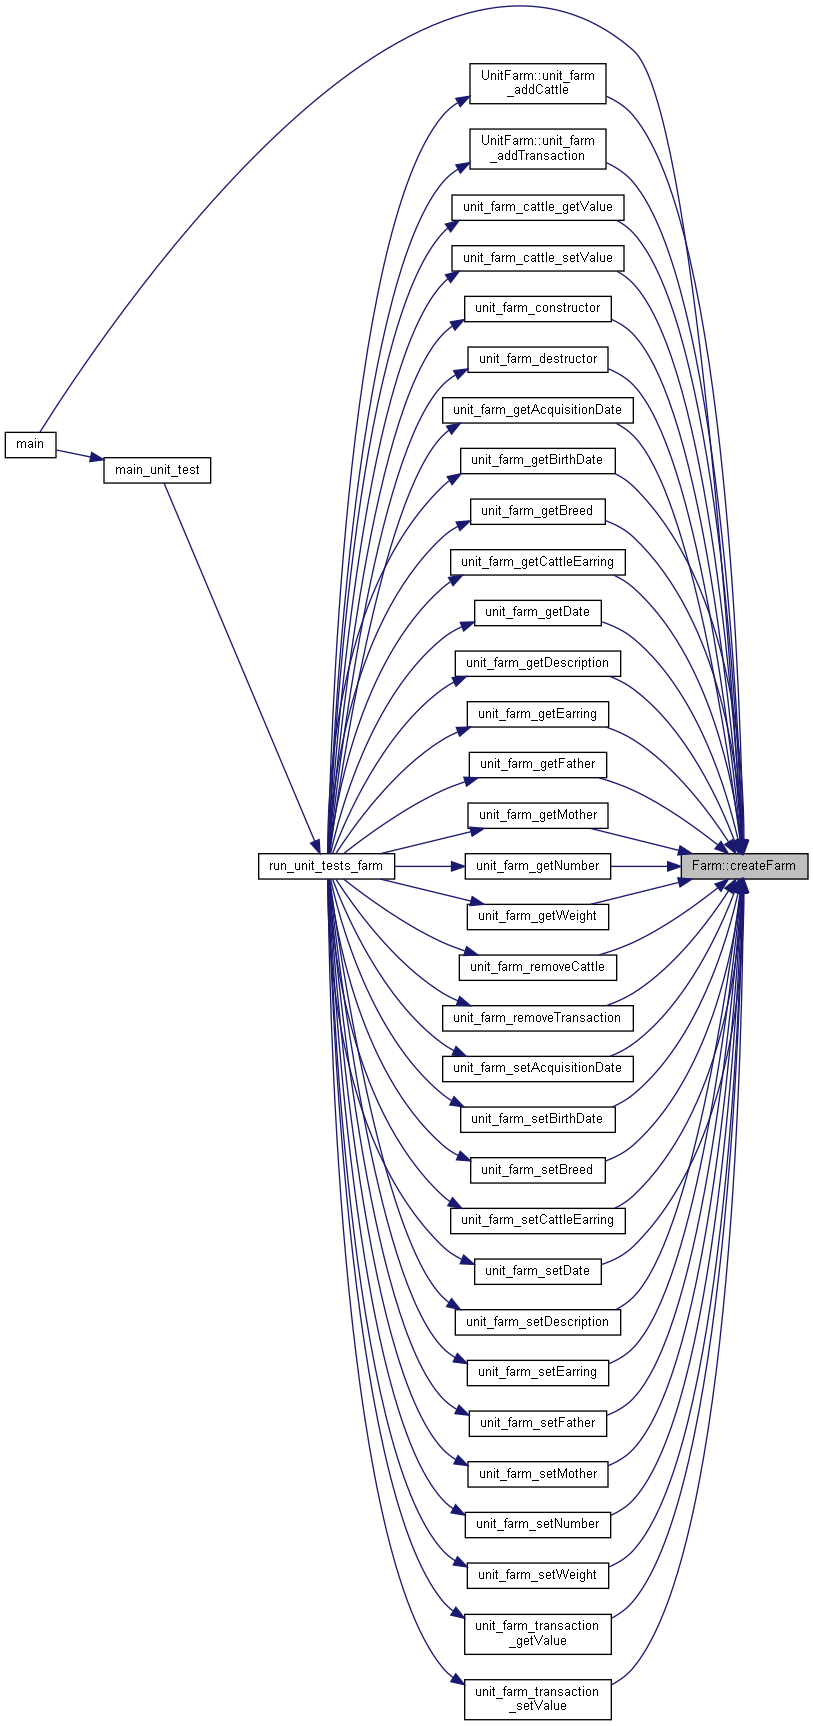 UnitFarm::unit_farm
_addCattle
UnitFarm::unit_farm
_addTransaction
unit_farm_cattle_getValue
unit_farm_cattle_setValue
unit_farm_constructor
unit_farm_destructor
unit_farm_getAcquisitionDate
main
unit_farm_getBirthDate
main_unit_test
unit_farm_getBreed
unit_farm_getCattleEarring
unit_farm_getDate
unit_farm_getDescription
unit_farm_getEarring
unit_farm_getFather
unit_farm_getMother
run_unit_tests_farm
unit_farm_getNumber
Farm::createFarm
unit_farm_getWeight
unit_farm_removeCattle
unit_farm_removeTransaction
unit_farm_setAcquisitionDate
unit_farm_setBirthDate
unit_farm_setBreed
unit_farm_setCattleEarring
unit_farm_setDate
unit_farm_setDescription
unit_farm_setEarring
unit_farm_setFather
unit_farm_setMother
unit_farm_setNumber
unit_farm_setWeight
unit_farm_transaction
_getValue
unit_farm_transaction
_setValue